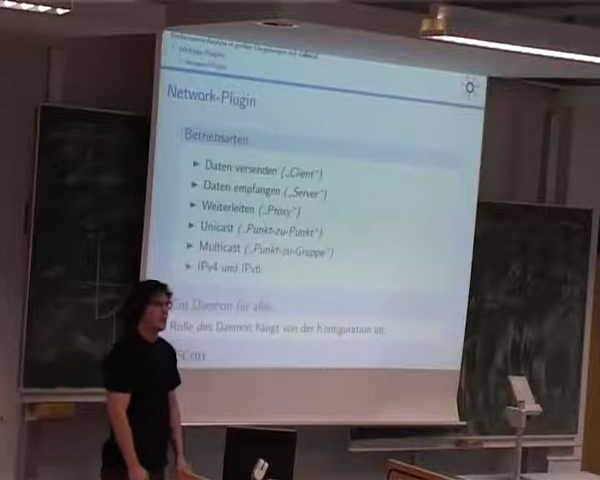 Network-Plugin
Betriebsarten
► Daten versenden („Client”)
► Daten empfangen („Server”)
► Weiterleiten („Proxy”)
► Unicast („Punkt-zu-Punkt”)
► Multicast („Punkt-zu-Gruppe”)
► IPv4 und IPv6
Ein Daemon für alles
Rolle des Daemon hängt von der Konfiguration ab.